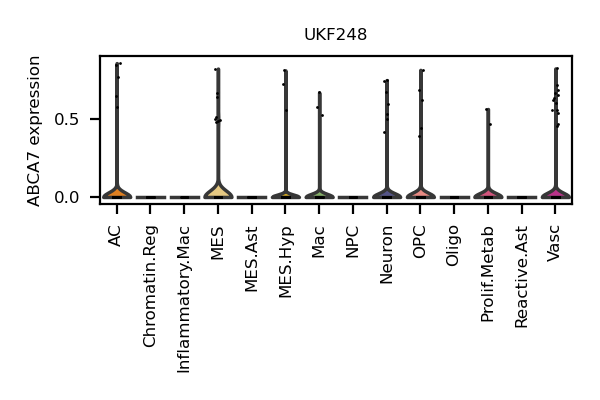 UKF248
ABCA7 expression
0.5
0.0
AC
Chromatin.Reg
Inflammatory.Mac
MES
MES.Ast
MES.Hyp
Mac
NPC
Neuron
OPC
Oligo
Prolif.Metab
Reactive.Ast
Vasc